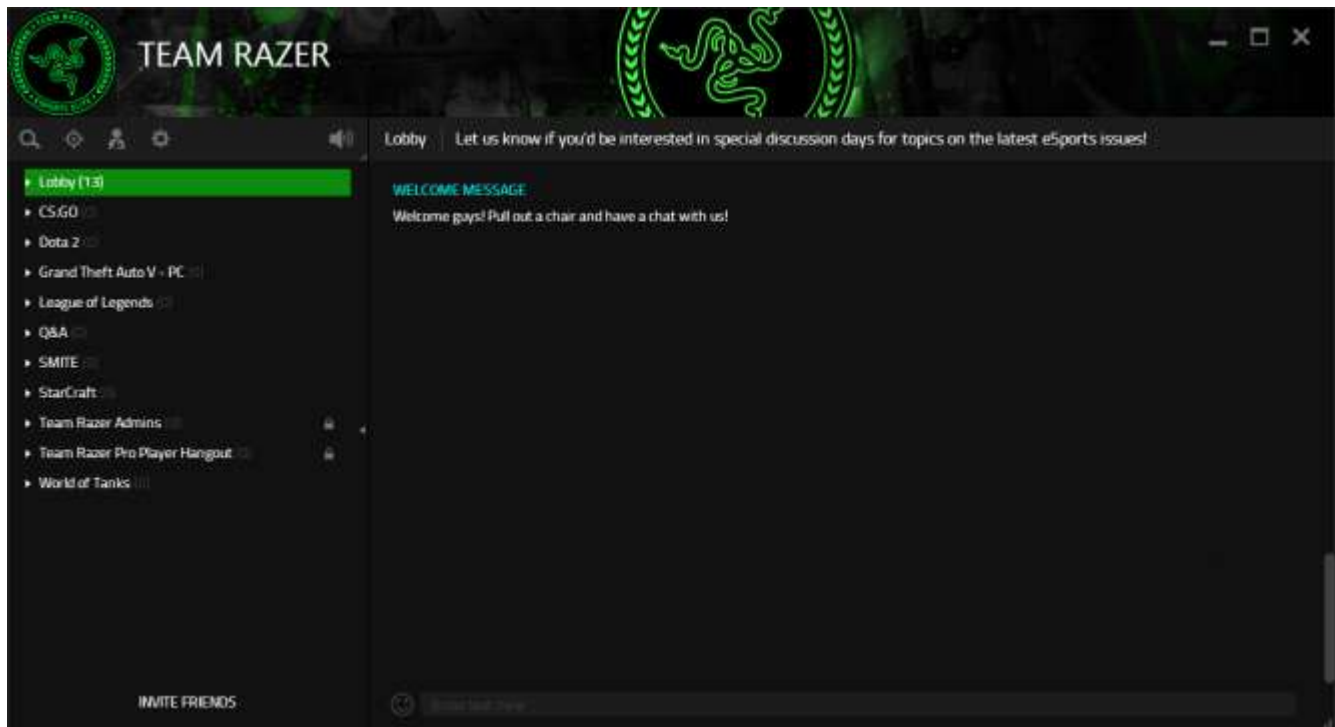 TEAM RAZER
Lobby
Let us know if you'd be interested in special discussion days for topics on the latest eSports issues!
Lobby (13)
CS:GO
Dota 2
Grand Theft Auto V - PC
League of Legends
Q&A
SMITE
StarCraft
Team Razer Admins
Team Razer Pro Player Hangout
World of Tanks
INVITE FRIENDS
WELCOME MESSAGE
Welcome guys! Pull out a chair and have a chat with us!
Enter text here